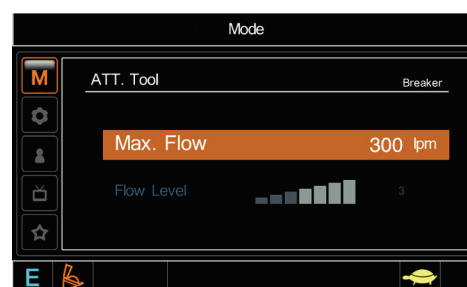 Mode
M
ATT. Tool Breaker
Max. Flow 300 lpm
Flow Level 3
E